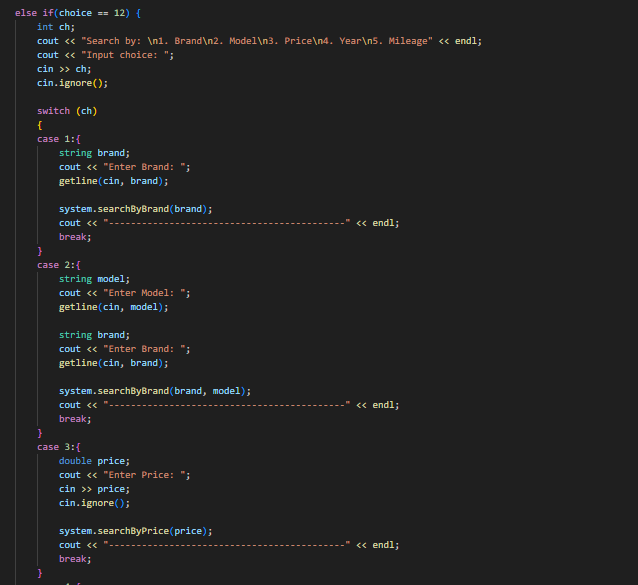 else if(choice == 12) {
int ch;
cout << "Search by: \n1. Brand\n2. Model\n3. Price\n4. Year\n5. Mileage" << endl;
cout << "Input choice: ";
cin >> ch;
cin.ignore();
switch (ch)
{
case 1:{
string brand;
cout << "Enter Brand: ";
getline(cin, brand);
system.searchByBrand(brand);
cout << "-------------------------------------------" << endl;
break;
}
case 2:{
string model;
cout << "Enter Model: ";
getline(cin, model);
string brand;
cout << "Enter Brand: ";
getline(cin, brand);
system.searchByBrand(brand, model);
cout << "-------------------------------------------" << endl;
break;
}
case 3:{
double price;
cout << "Enter Price: ";
cin >> price;
cin.ignore();
system.searchByPrice(price);
cout << "-------------------------------------------" << endl;
break;
}